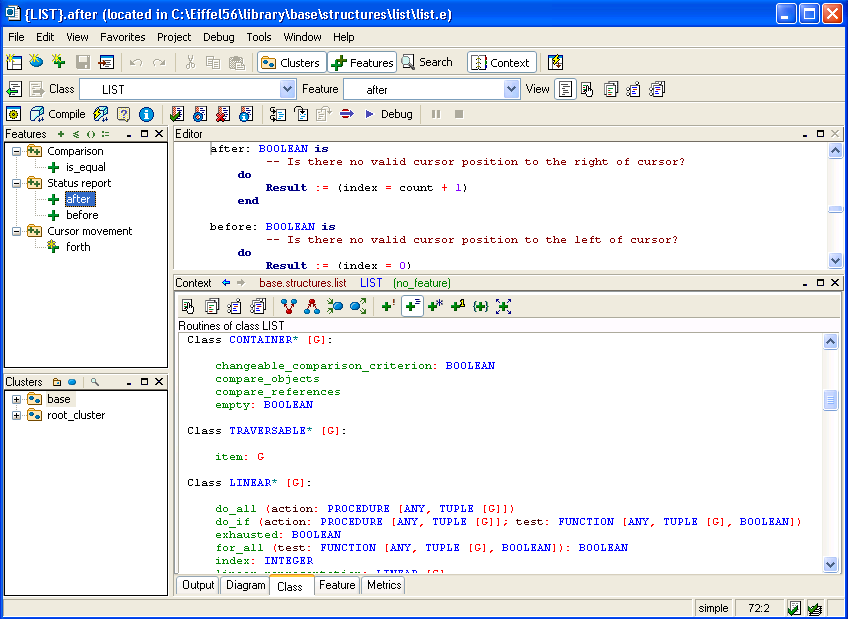 {LIST}.after (located in C:\Eiffel56\library\base\structures\list\list.e)
File Edit View Favorites Project Debug Tools Window Help
Clusters Features Search Context
Class LIST Feature after View
Compile Debug
Features
Comparison
is_equal
Status report
after
before
Cursor movement
forth
Clusters
base
root_cluster
Editor
after: BOOLEAN is
-- Is there no valid cursor position to the right of cursor?
do
Result := (index = count + 1)
end
before: BOOLEAN is
-- Is there no valid cursor position to the left of cursor?
do
Result := (index = 0)
Context base.structures.list LIST (no_feature)
Routines of class LIST
Class CONTAINER* [G]:
changeable_comparison_criterion: BOOLEAN
compare_objects
compare_references
empty: BOOLEAN
Class TRAVERSABLE* [G]:
item: G
Class LINEAR* [G]:
do_all (action: PROCEDURE [ANY, TUPLE [G]])
do_if (action: PROCEDURE [ANY, TUPLE [G]]; test: FUNCTION [ANY, TUPLE [G], BOOLEAN])
exhausted: BOOLEAN
for_all (test: FUNCTION [ANY, TUPLE [G], BOOLEAN]): BOOLEAN
index: INTEGER
linear_representation: LINEAR [G]
Output Diagram Class Feature Metrics
simple 72:2